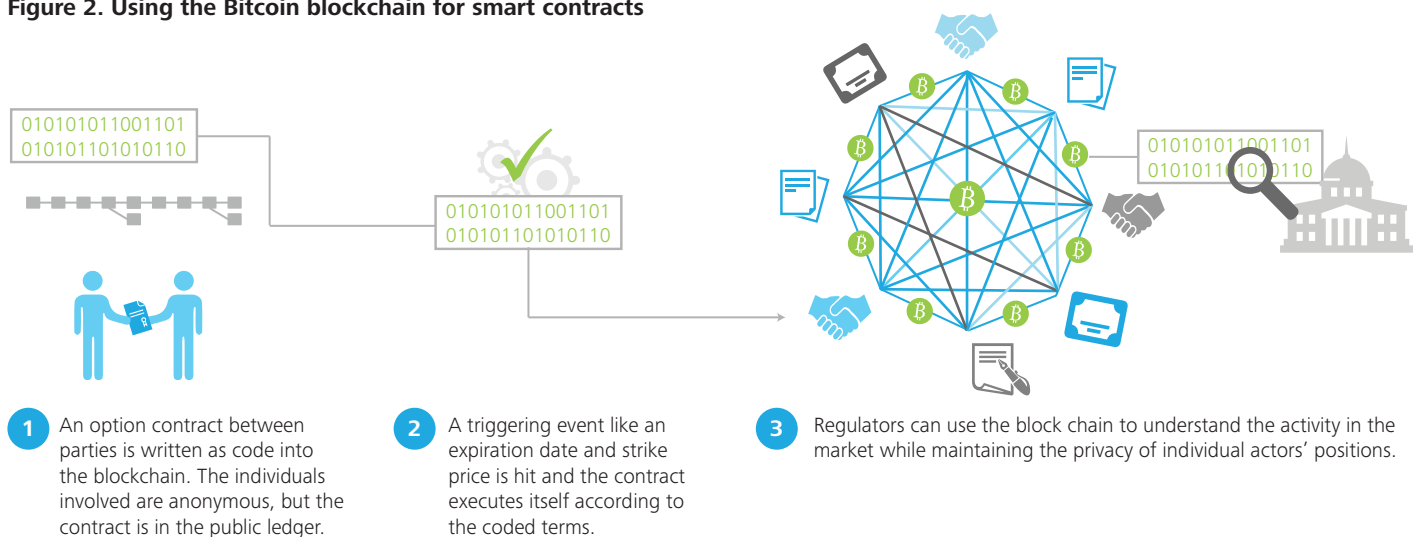 Figure 2. Using the Bitcoin blockchain for smart contracts
010101011001101
010101101010110
010101011001101
010101101010110
010101011001101
010101101010110
1
An option contract between
parties is written as code into
the blockchain. The individuals
involved are anonymous, but the
contract is in the public ledger.
2
A triggering event like an
expiration date and strike
price is hit and the contract
executes itself according to
the coded terms.
3
Regulators can use the block chain to understand the activity in the
market while maintaining the privacy of individual actors’ positions.